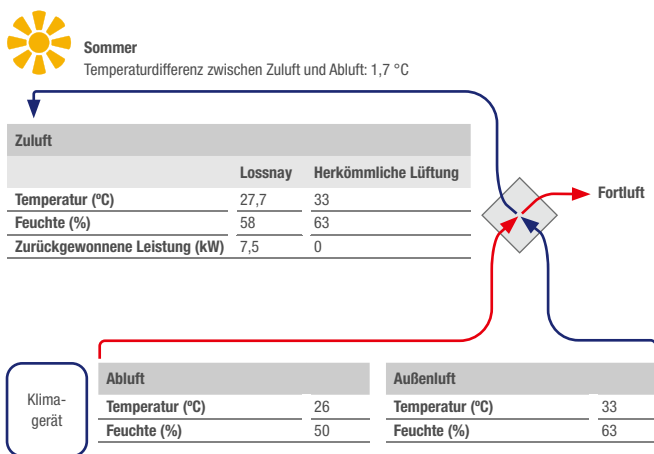 Sommer
Temperaturdifferenz zwischen Zuluft und Abluft: 1,7 °C
Zuluft
Lossnay Herkömmliche Lüftung
Temperatur (ºC) 27,7 33
Feuchte (%) 58 63
Zurückgewonnene Leistung (kW) 7,5 0
Fortluft
Klima-
gerät
Abluft
Temperatur (ºC) 26
Feuchte (%) 50
Außenluft
Temperatur (ºC) 33
Feuchte (%) 63